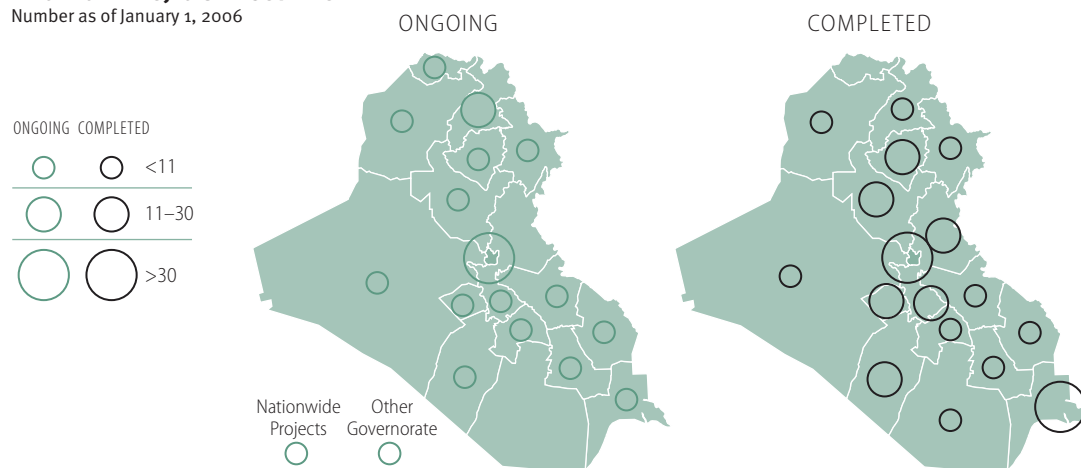 Number as of January 1, 2006
ONGOING
COMPLETED
ONGOING COMPLETED
<11
11–30
>30
Nationwide
Projects
Other
Governorate